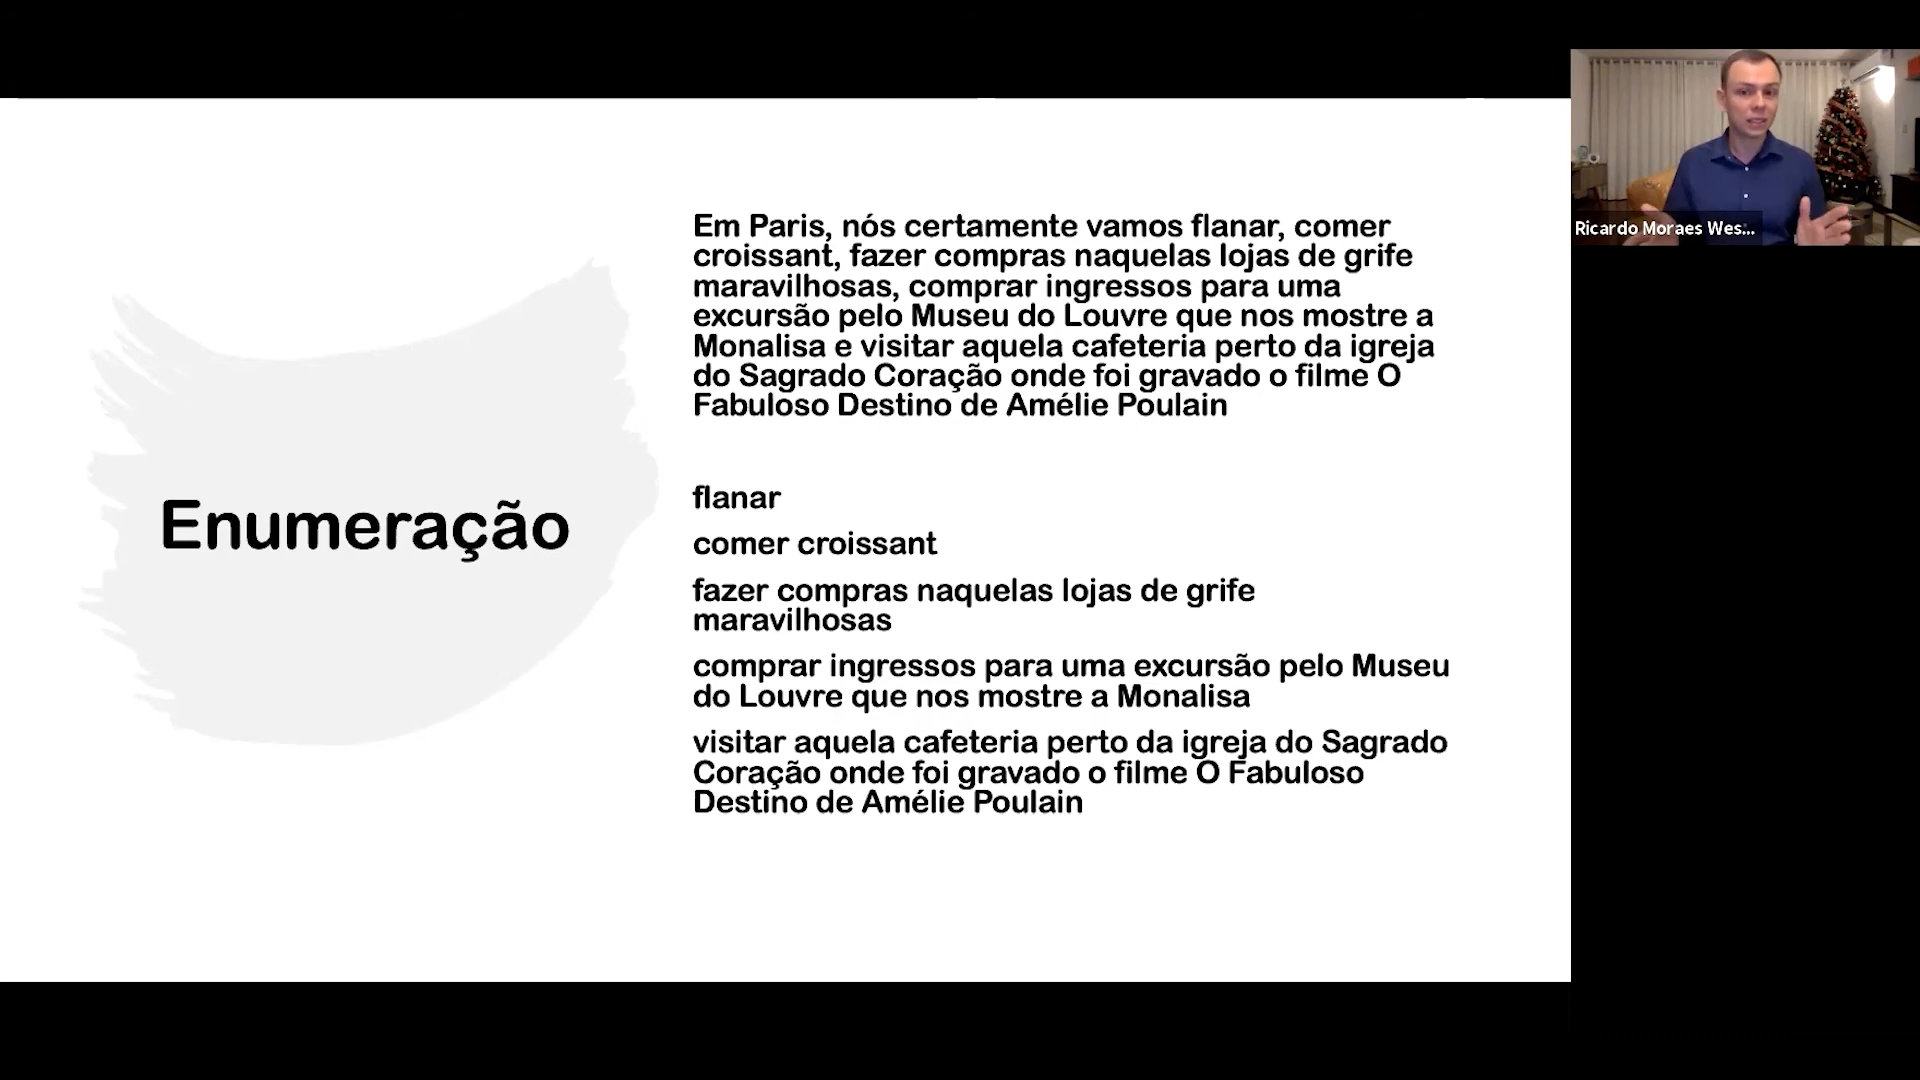 Enumeração
Em Paris, nós certamente vamos flanar, comer
croissant, fazer compras naquelas lojas de grife
maravilhosas, comprar ingressos para uma
excursão pelo Museu do Louvre que nos mostre a
Monalisa e visitar aquela cafeteria perto da igreja
do Sagrado Coração onde foi gravado o filme O
Fabuloso Destino de Amélie Poulain
flanar
comer croissant
fazer compras naquelas lojas de grife
maravilhosas
comprar ingressos para uma excursão pelo Museu
do Louvre que nos mostre a Monalisa
visitar aquela cafeteria perto da igreja do Sagrado
Coração onde foi gravado o filme O Fabuloso
Destino de Amélie Poulain
Ricardo Moraes Wes...